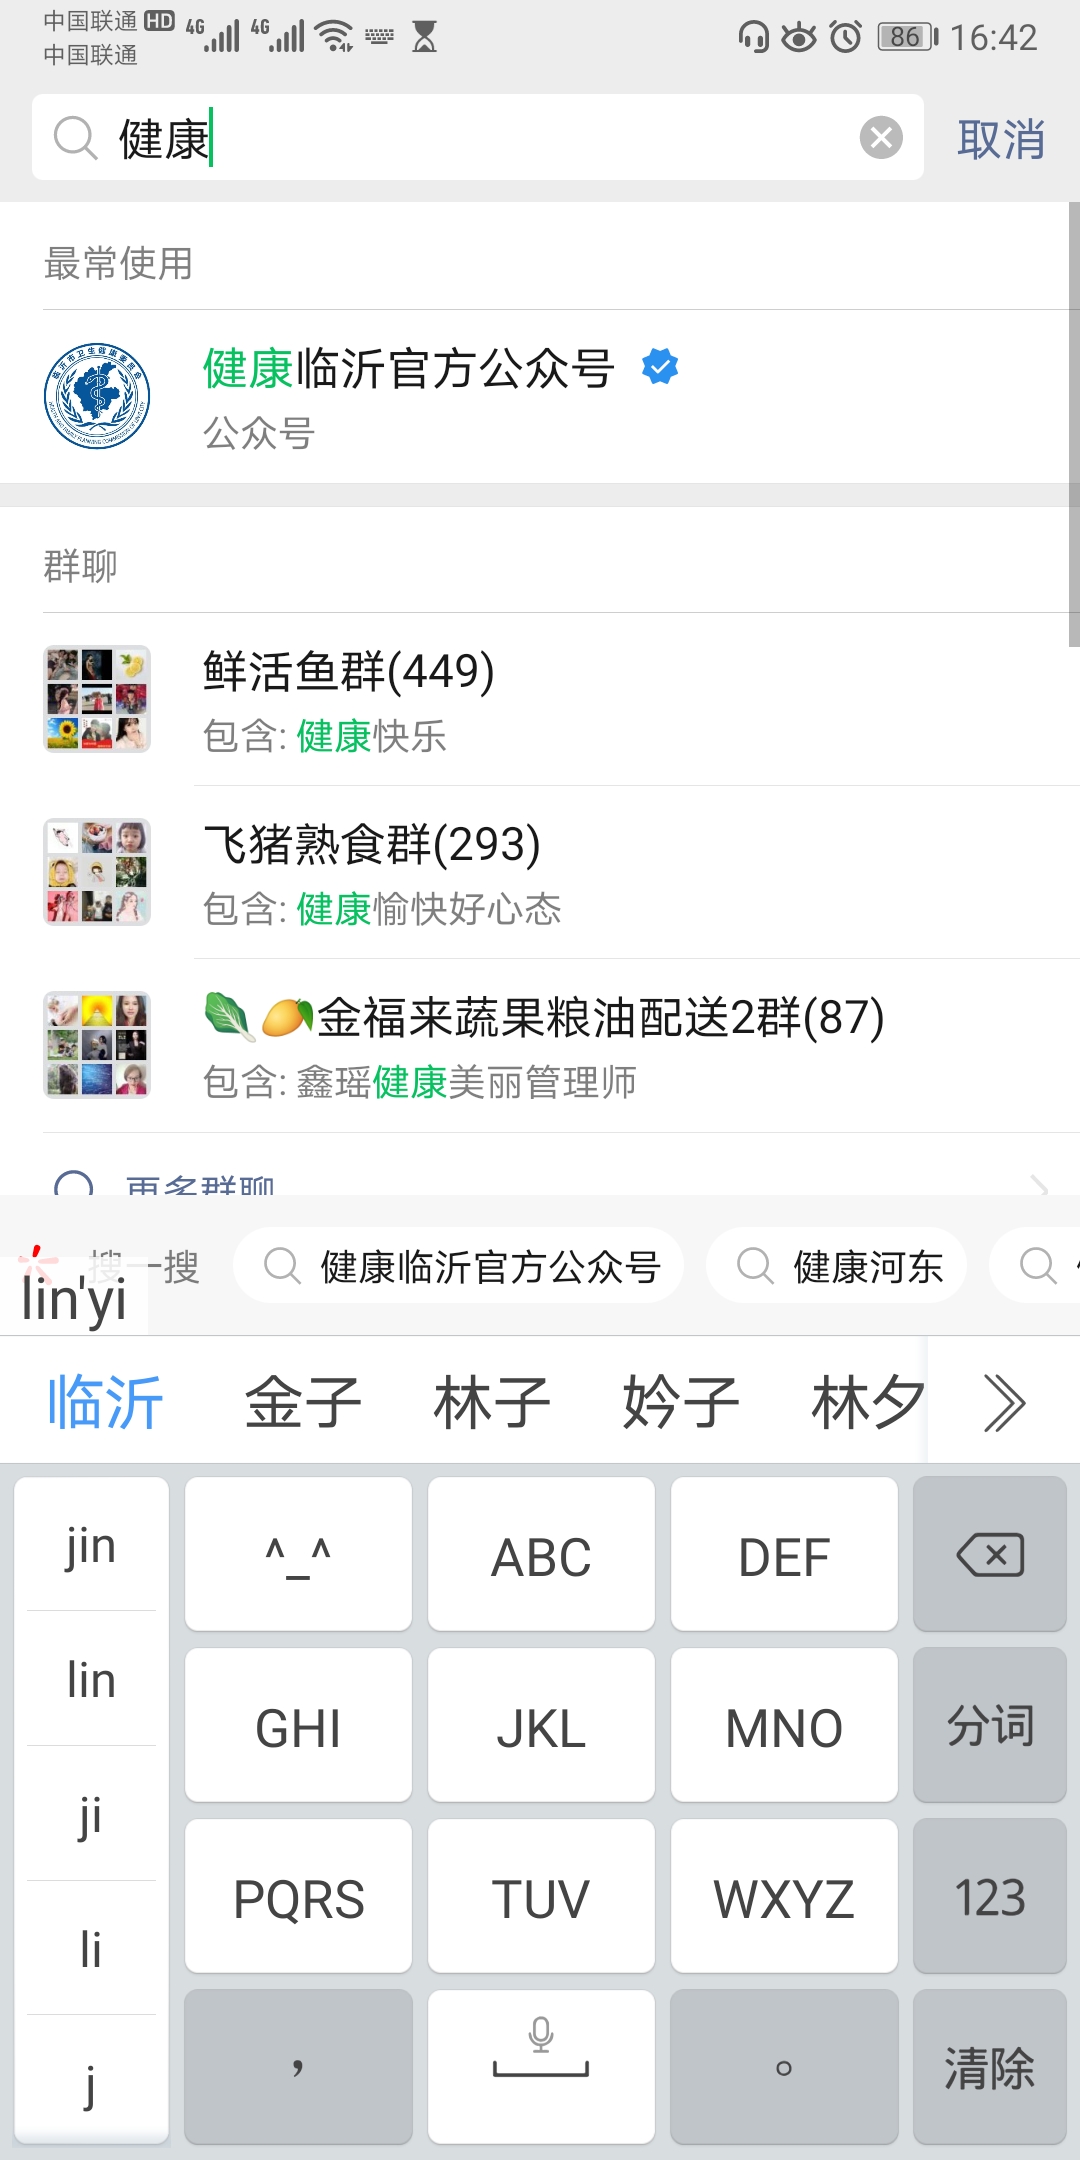 中国联通 HD 4G 4G 86 16:42
中国联通
健康 取消
最常使用
健康临沂官方公众号
公众号
群聊
鲜活鱼群(449)
包含: 健康快乐
飞猪熟食群(293)
包含: 健康愉快好心态
金福来蔬果粮油配送2群(87)
包含: 鑫瑶健康美丽管理师
更多群聊
搜一搜 健康临沂官方公众号 健康河东
lin'yi
临沂 金子 林子 妗子 林夕
jin ^_^ ABC DEF
lin GHI JKL MNO 分词
ji
li PQRS TUV WXYZ 123
j ， 。 清除